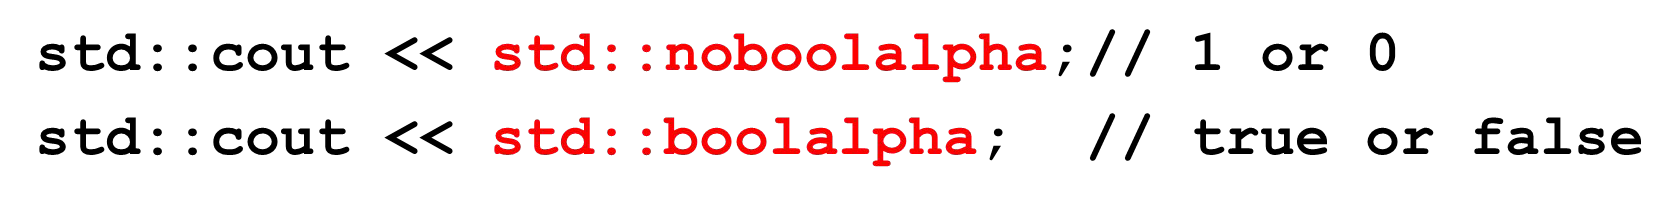 std::cout << std::noboolalpha;// 1 or 0
std::cout << std::boolalpha;  // true or false